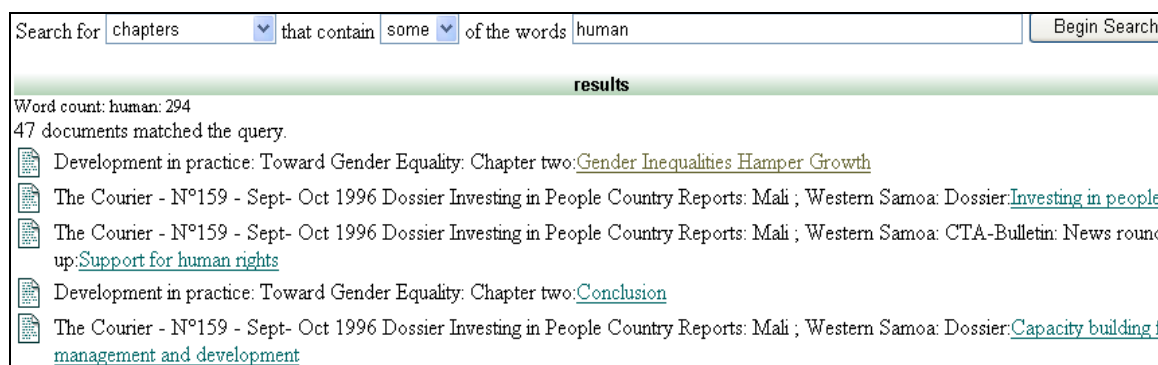 Search for chapters that contain some of the words human Begin Search
results
Word count: human: 294
47 documents matched the query.
Development in practice: Toward Gender Equality: Chapter two:Gender Inequalities Hamper Growth
The Courier - N°159 - Sept- Oct 1996 Dossier Investing in People Country Reports: Mali ; Western Samoa: Dossier:Investing in people
The Courier - N°159 - Sept- Oct 1996 Dossier Investing in People Country Reports: Mali ; Western Samoa: CTA-Bulletin: News round
up:Support for human rights
Development in practice: Toward Gender Equality: Chapter two:Conclusion
The Courier - N°159 - Sept- Oct 1996 Dossier Investing in People Country Reports: Mali ; Western Samoa: Dossier:Capacity building
management and development